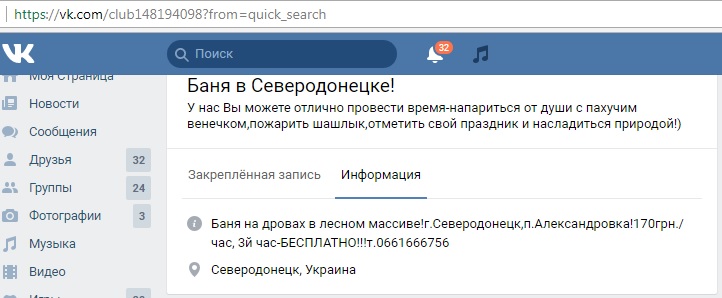 https://vk.com/club148194098?from=quick_search
Поиск
32
Моя Страница
Новости
Сообщения
Друзья 32
Группы 24
Фотографии 3
Музыка
Видео
Баня в Северодонецке!
У нас Вы можете отлично провести время-напариться от души с пахучим
венечком,пожарить шашлык,отметить свой праздник и насладиться природой!)
Закреплённая запись Информация
Баня на дровах в лесном массиве!г.Северодонецк,п.Александровка!170грн./
час, 3й час-БЕСПЛАТНО!!!т.0661666756
Северодонецк, Украина